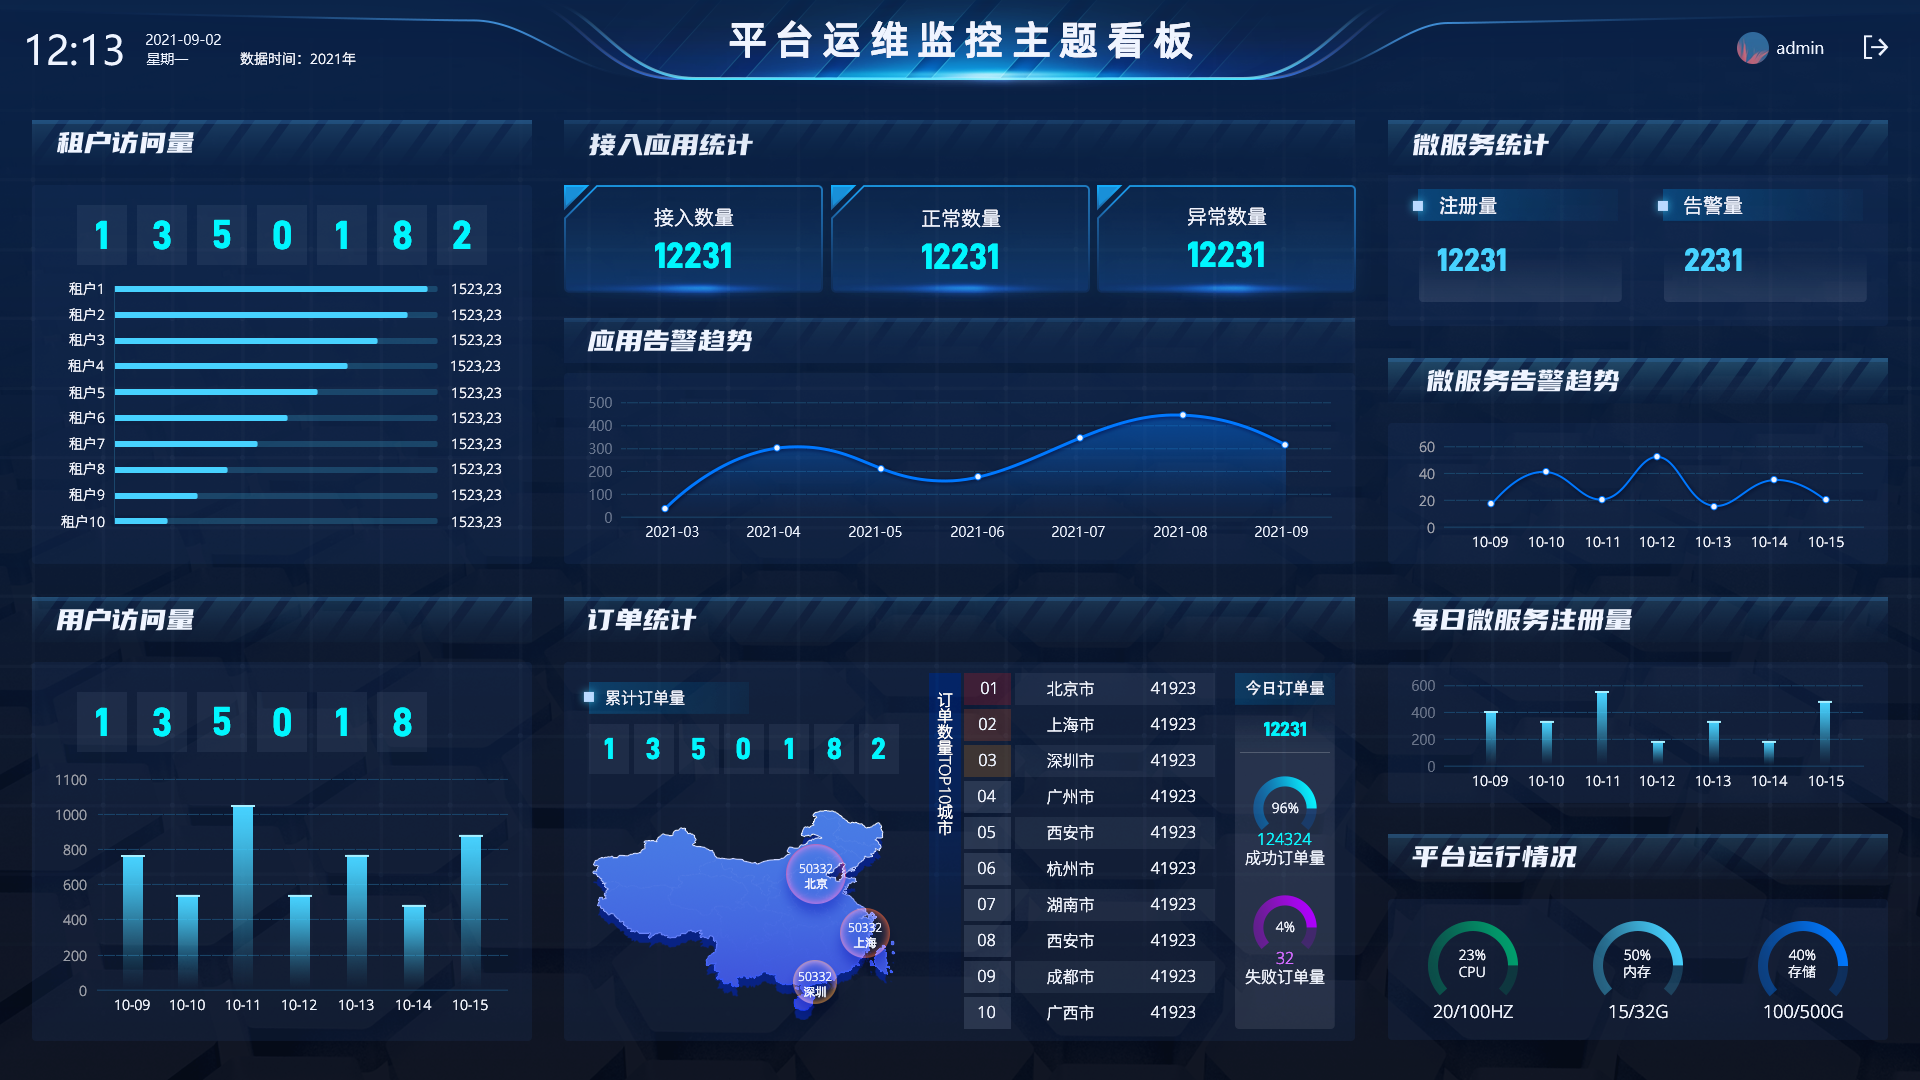 12:13
2021-09-02
星期一
数据时间：2021年
平台运维监控主题看板
admin
租户访问量
1 3 5 0 1 8 2
租户1 1523,23
租户2 1523,23
租户3 1523,23
租户4 1523,23
租户5 1523,23
租户6 1523,23
租户7 1523,23
租户8 1523,23
租户9 1523,23
租户10 1523,23
接入应用统计
接入数量
12231
正常数量
12231
异常数量
12231
应用告警趋势
500
400
300
200
100
0
2021-03 2021-04 2021-05 2021-06 2021-07 2021-08 2021-09
微服务统计
注册量
12231
告警量
2231
微服务告警趋势
60
40
20
0
10-09 10-10 10-11 10-12 10-13 10-14 10-15
用户访问量
1 3 5 0 1 8
1100
1000
800
600
400
200
0
10-09 10-10 10-11 10-12 10-13 10-14 10-15
订单统计
累计订单量
1 3 5 0 1 8 2
50332
北京
50332
上海
50332
深圳
订单数量TOP10城市
01 北京市 41923
02 上海市 41923
03 深圳市 41923
04 广州市 41923
05 西安市 41923
06 杭州市 41923
07 湖南市 41923
08 西安市 41923
09 成都市 41923
10 广西市 41923
今日订单量
12231
96%
124324
成功订单量
4%
32
失败订单量
每日微服务注册量
600
400
200
0
10-09 10-10 10-11 10-12 10-13 10-14 10-15
平台运行情况
23%
CPU
20/100HZ
50%
内存
15/32G
40%
存储
100/500G